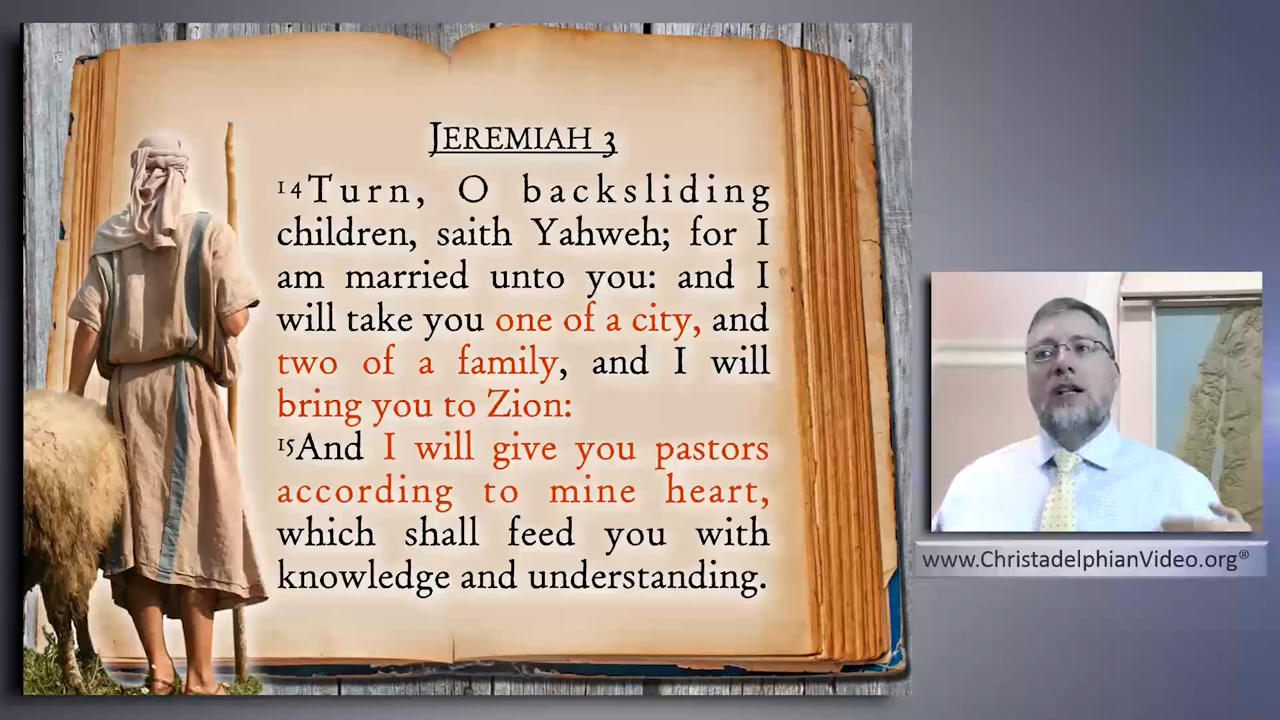 JEREMIAH 3
14Turn, O backsliding
children, saith Yahweh; for I
am married unto you: and I
will take you one of a city, and
two of a family, and I will
bring you to Zion:
15And I will give you pastors
according to mine heart,
which shall feed you with
knowledge and understanding.
www.ChristadelphianVideo.org®